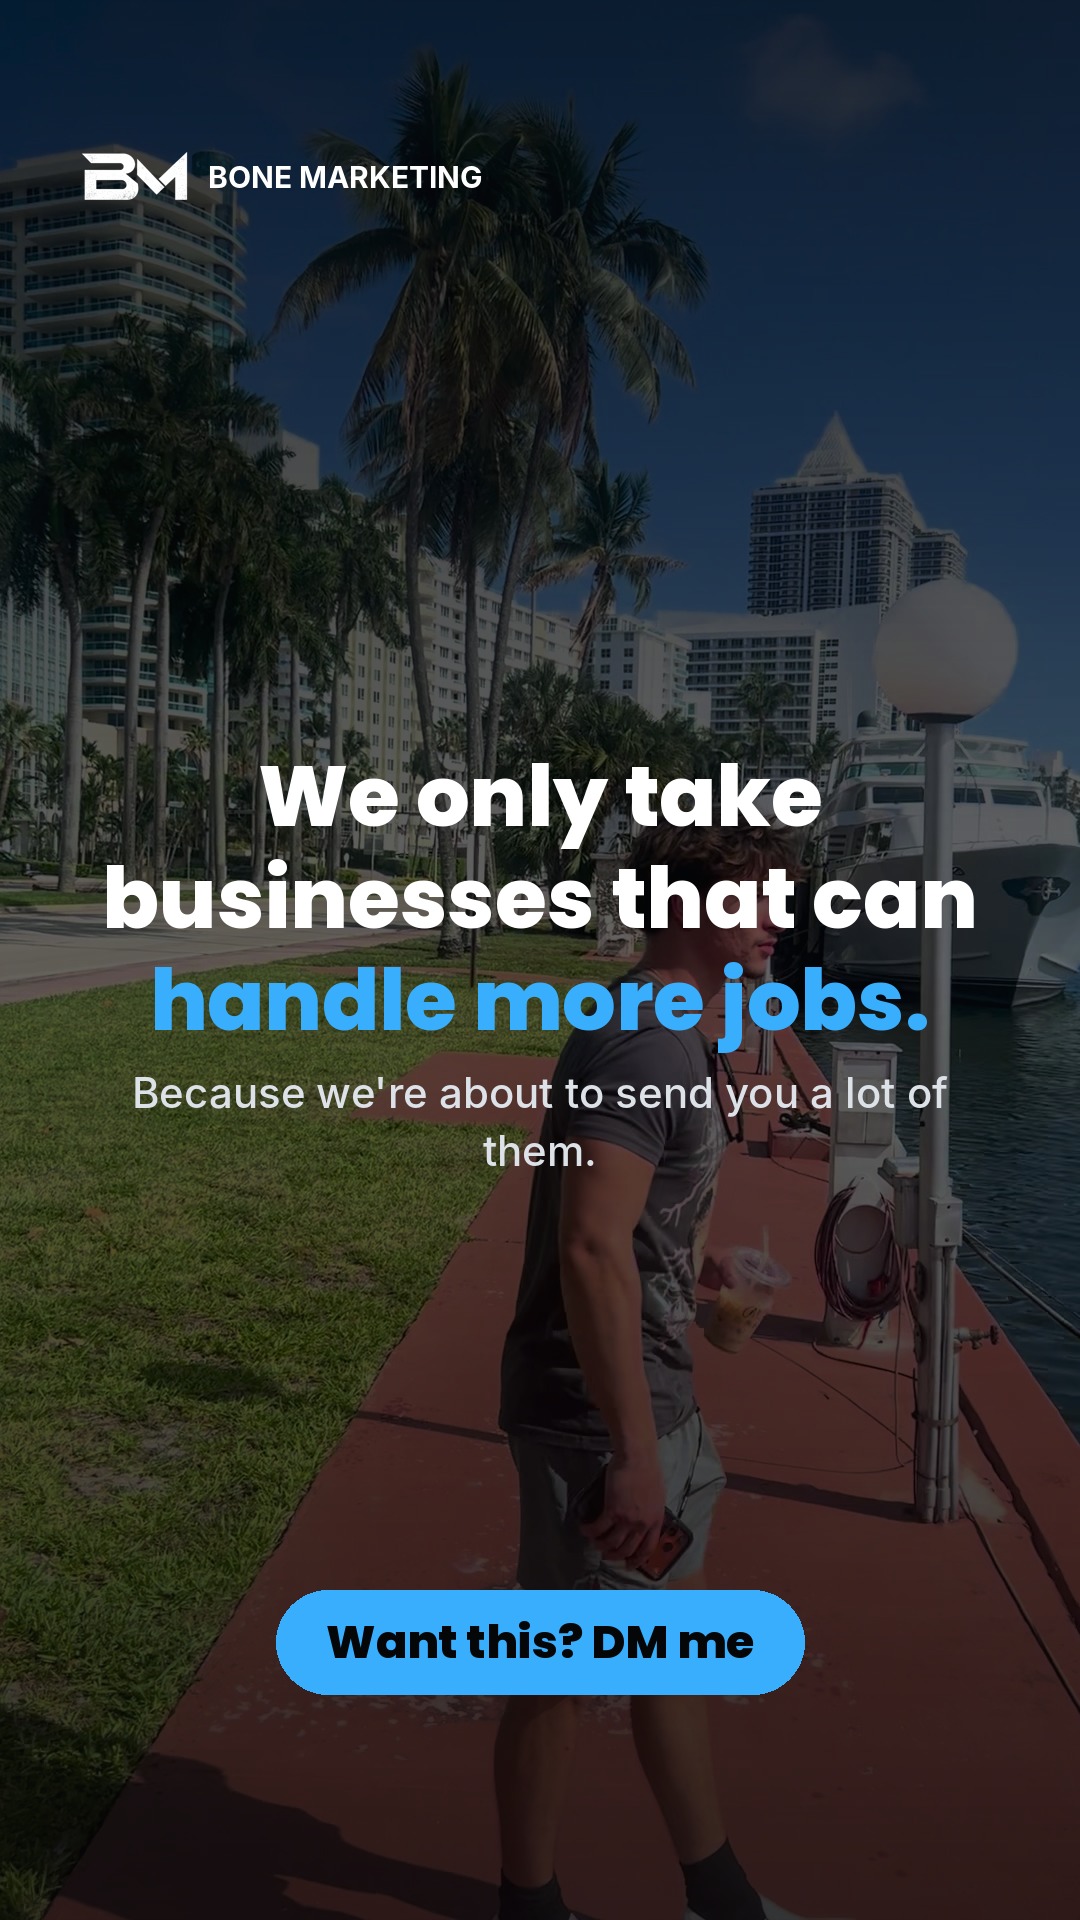 BM BONE MARKETING
We only take
businesses that can
handle more jobs.
Because we're about to send you a lot of
them.
Want this? DM me